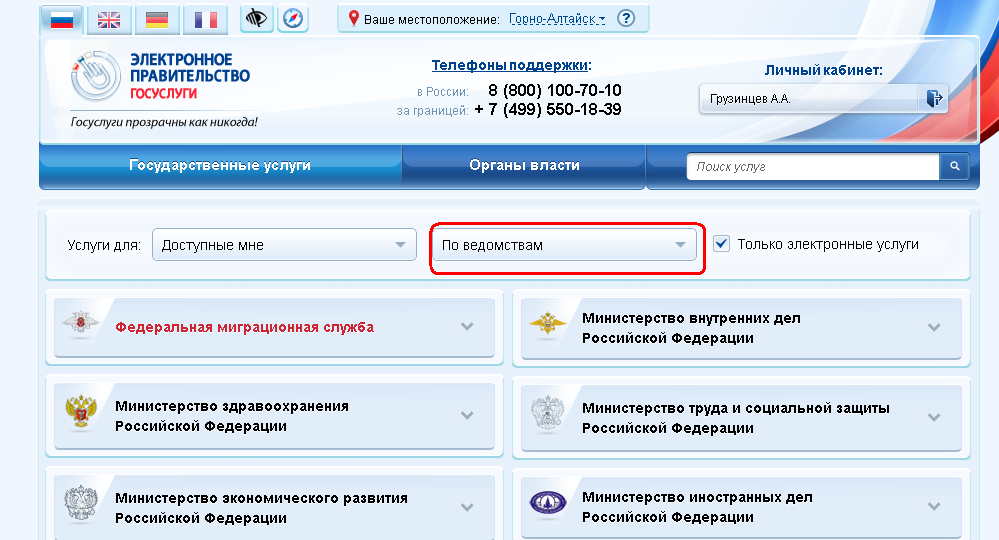 Ваше местоположение: Горно-Алтайск ?
ЭЛЕКТРОННОЕ
ПРАВИТЕЛЬСТВО
ГОСУСЛУГИ
Госуслуги прозрачны как никогда!
Телефоны поддержки:
в России: 8 (800) 100-70-10
за границей: + 7 (499) 550-18-39
Личный кабинет:
Грузинцев А.А.
Государственные услуги
Органы власти
Поиск услуг
Услуги для: Доступные мне
По ведомствам
Только электронные услуги
Федеральная миграционная служба
Министерство внутренних дел
Российской Федерации
Министерство здравоохранения
Российской Федерации
Министерство труда и социальной защиты
Российской Федерации
Министерство экономического развития
Российской Федерации
Министерство иностранных дел
Российской Федерации